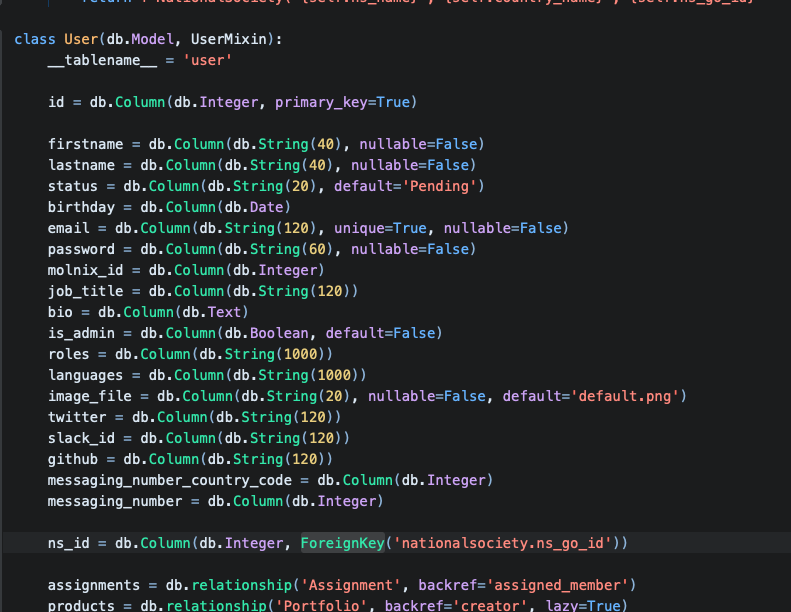 return f"NationalSociety('{self.ns_name}','{self.country_name}','{self.ns_go_id}
class User(db.Model, UserMixin):
__tablename__ = 'user'
id = db.Column(db.Integer, primary_key=True)
firstname = db.Column(db.String(40), nullable=False)
lastname = db.Column(db.String(40), nullable=False)
status = db.Column(db.String(20), default='Pending')
birthday = db.Column(db.Date)
email = db.Column(db.String(120), unique=True, nullable=False)
password = db.Column(db.String(60), nullable=False)
molnix_id = db.Column(db.Integer)
job_title = db.Column(db.String(120))
bio = db.Column(db.Text)
is_admin = db.Column(db.Boolean, default=False)
roles = db.Column(db.String(1000))
languages = db.Column(db.String(1000))
image_file = db.Column(db.String(20), nullable=False, default='default.png')
twitter = db.Column(db.String(120))
slack_id = db.Column(db.String(120))
github = db.Column(db.String(120))
messaging_number_country_code = db.Column(db.Integer)
messaging_number = db.Column(db.Integer)
ns_id = db.Column(db.Integer, ForeignKey('nationalsociety.ns_go_id'))
assignments = db.relationship('Assignment', backref='assigned_member')
products = db.relationship('Portfolio', backref='creator', lazy=True)